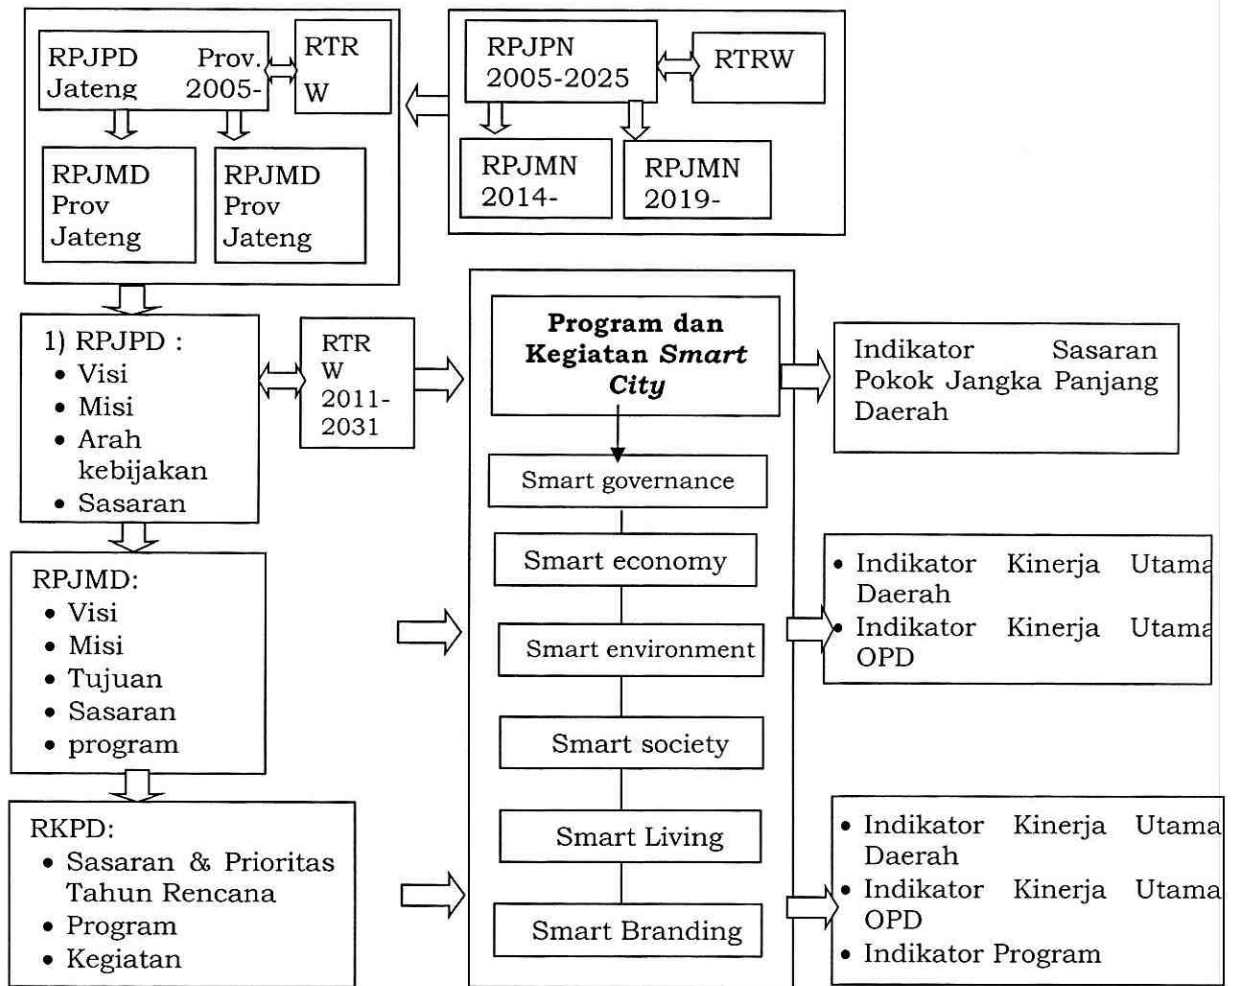 RPJPD Prov.
Jateng 2005-
RTR
W
RPJMD
Prov
Jateng
RPJMD
Prov
Jateng
RPJPN
2005-2025
RTRW
RPJMN
2014-
RPJMN
2019-
1) RPJPD :
• Visi
• Misi
• Arah
kebijakan
• Sasaran
RTR
W
2011-
2031
Program dan
Kegiatan Smart
City
Indikator Sasaran
Pokok Jangka Panjang
Daerah
Smart governance
Smart economy
Smart environment
Smart society
Smart Living
Smart Branding
RPJMD:
• Visi
• Misi
• Tujuan
• Sasaran
• program
• Indikator Kinerja Utama
Daerah
• Indikator Kinerja Utama
OPD
RKPD:
• Sasaran & Prioritas
Tahun Rencana
• Program
• Kegiatan
• Indikator Kinerja Utama
Daerah
• Indikator Kinerja Utama
OPD
• Indikator Program